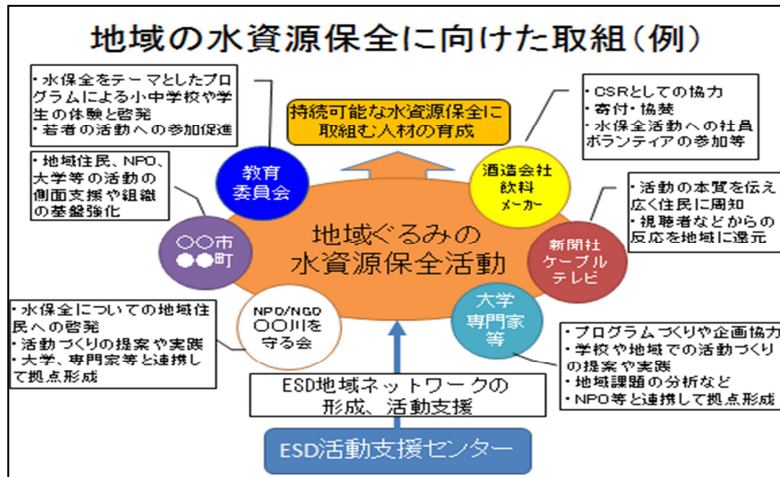 地域の水資源保全に向けた取組(例)
・水保全をテーマとしたプロ
グラムによる小中学校や学
生の体験と啓発
・若者の活動への参加促進
持続可能な水資源保全に
取組む人材の育成
・CSRとしての協力
・寄付・協賛
・水保全活動への社員
ボランティアの参加等
教育
委員会
酒造会社
飲料
メーカー
・地域住民、NPO、
大学等の活動の
側面支援や組織
の基盤強化
〇〇市
●●町
地域ぐるみの
水資源保全活動
新聞社
ケーブル
テレビ
・活動の本質を伝え
広く住民に周知
・視聴者などからの
反応を地域に還元
・水保全についての地域住
民への啓発
・活動づくりの提案や実践
・大学、専門家等と連携し
て拠点形成
NPO/NGO
〇〇川を
守る会
大学
専門家
等
・プログラムづくりや企画協力
・学校や地域での活動づくり
の提案や実践
・地域課題の分析など
・NPO等と連携して拠点形成
ESD地域ネットワークの
形成、活動支援
ESD活動支援センター